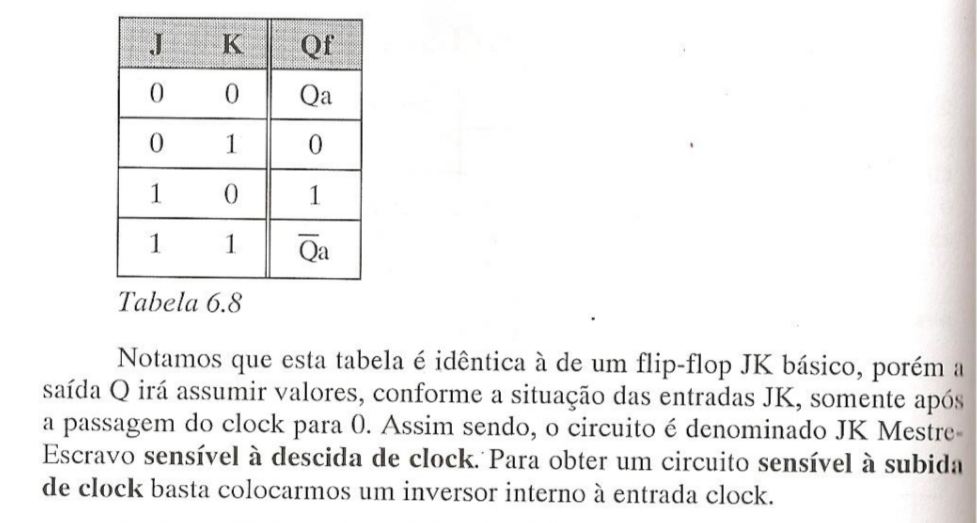 J K Qf
0 0 Qa
0 1 0
1 0 1
1 1 Q̅a
Tabela 6.8
Notamos que esta tabela é idêntica à de um flip-flop JK básico, porém a
saída Q irá assumir valores, conforme a situação das entradas JK, somente após
a passagem do clock para 0. Assim sendo, o circuito é denominado JK Mestre-
Escravo sensível à descida de clock. Para obter um circuito sensível à subida
de clock basta colocarmos um inversor interno à entrada clock.